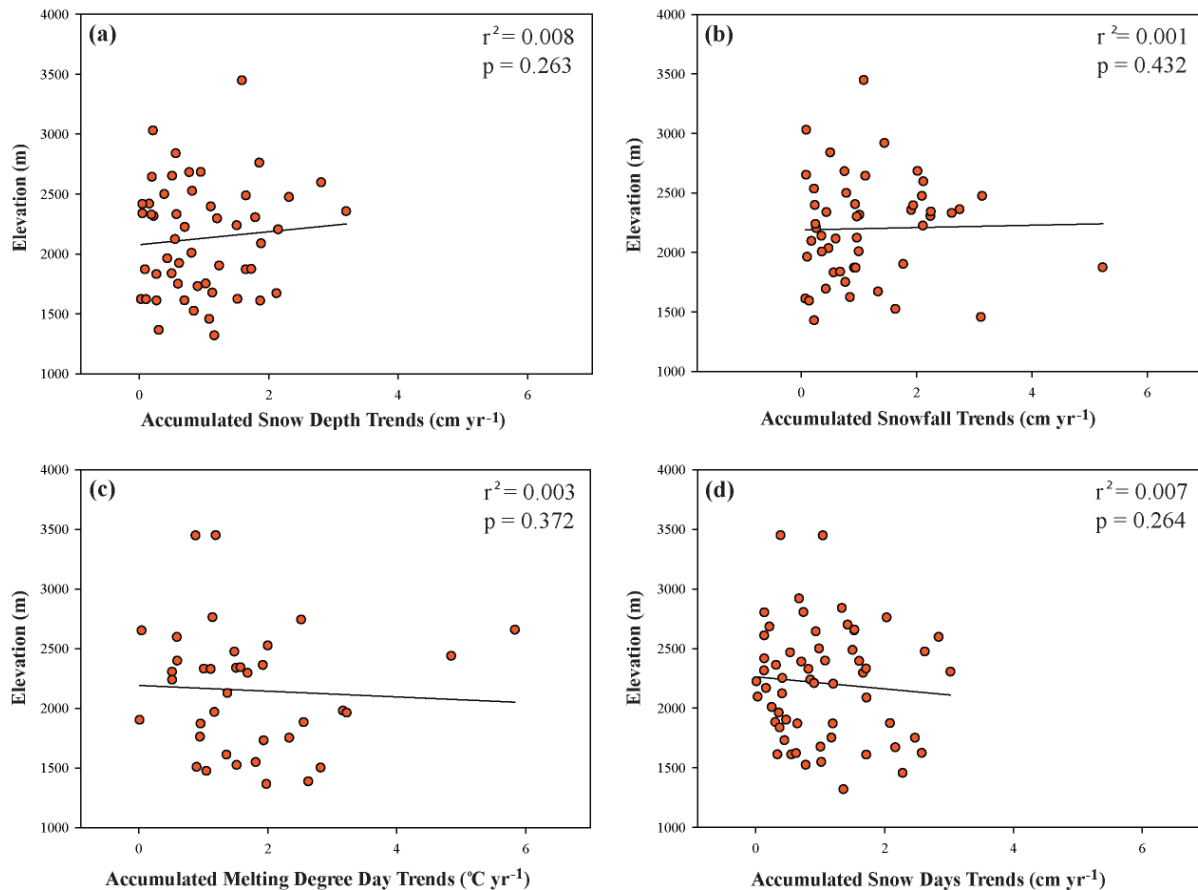 (a)
r² = 0.008
p = 0.263
4000
3500
3000
2500
2000
1500
1000
Elevation (m)
0 2 4 6
Accumulated Snow Depth Trends (cm yr⁻¹)
(b)
r² = 0.001
p = 0.432
4000
3500
3000
2500
2000
1500
1000
Elevation (m)
0 2 4 6
Accumulated Snowfall Trends (cm yr⁻¹)
(c)
r² = 0.003
p = 0.372
4000
3500
3000
2500
2000
1500
1000
Elevation (m)
0 2 4 6
Accumulated Melting Degree Day Trends (°C yr⁻¹)
(d)
r² = 0.007
p = 0.264
4000
3500
3000
2500
2000
1500
1000
Elevation (m)
0 2 4 6
Accumulated Snow Days Trends (cm yr⁻¹)